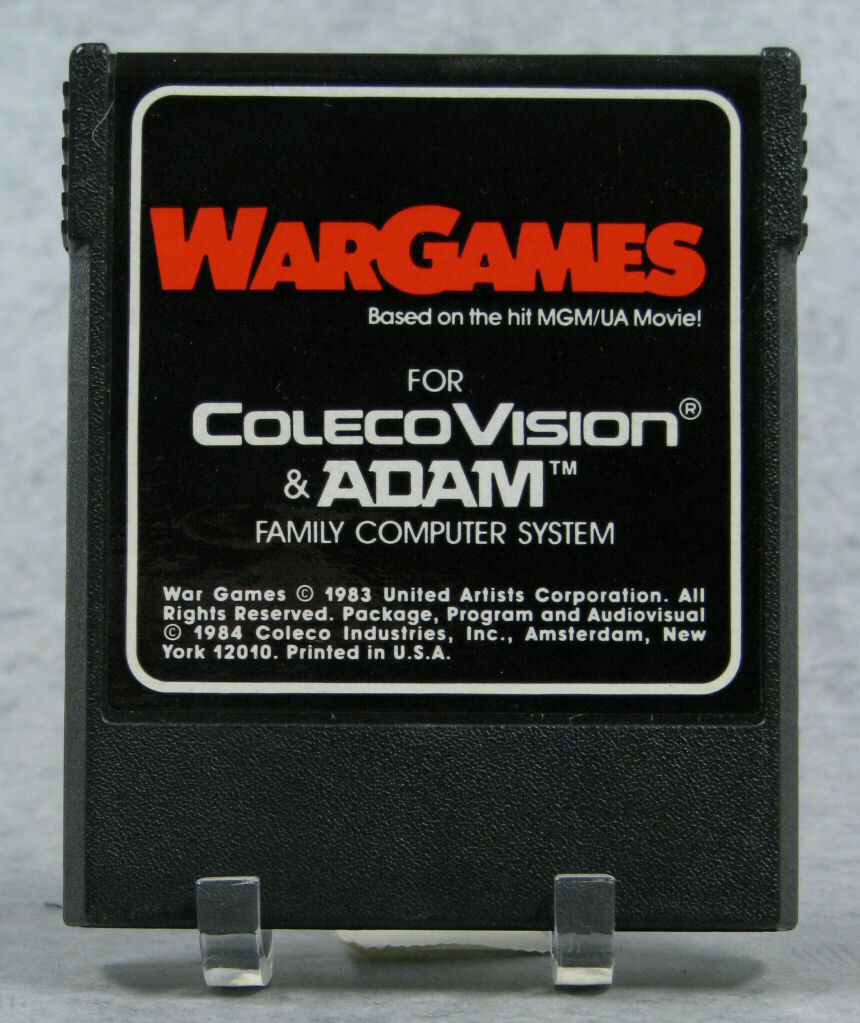 WARGAMES
Based on the hit MGM/UA Movie!
FOR
COLECOVISION®
& ADAM™
FAMILY COMPUTER SYSTEM
War Games © 1983 United Artists Corporation. All
Rights Reserved. Package, Program and Audiovisual
© 1984 Coleco Industries, Inc., Amsterdam, New
York 12010. Printed in U.S.A.